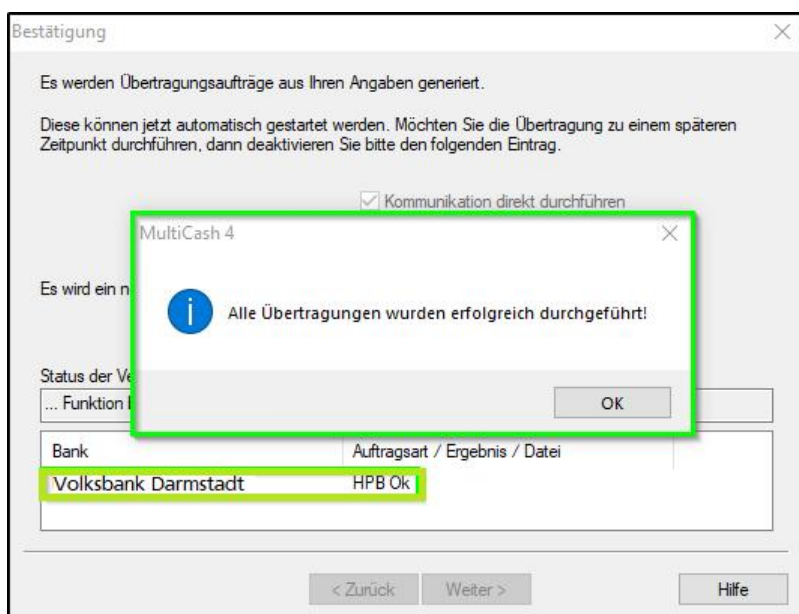 Bestätigung
Es werden Übertragungsaufträge aus Ihren Angaben generiert.
Diese können jetzt automatisch gestartet werden. Möchten Sie die Übertragung zu einem späteren
Zeitpunkt durchführen, dann deaktivieren Sie bitte den folgenden Eintrag.
Kommunikation direkt durchführen
MultiCash 4
Es wird ein n
Alle Übertragungen wurden erfolgreich durchgeführt!
Status der Ve
... Funktion
OK
Bank Auftragsart / Ergebnis / Datei
Volksbank Darmstadt HPB Ok
< Zurück Weiter > Hilfe